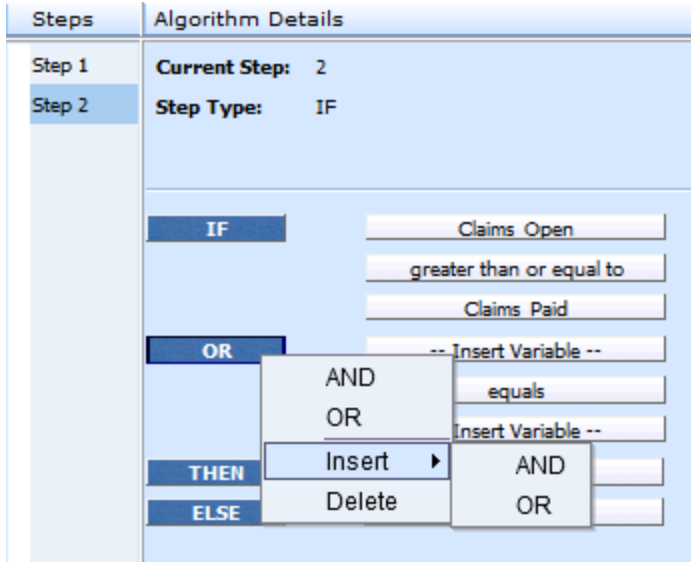 Steps
Algorithm Details
Step 1
Current Step: 2
Step 2
Step Type: IF
IF
Claims Open
greater than or equal to
Claims Paid
OR
-- Insert Variable --
AND
equals
OR
Insert Variable --
THEN
Insert
AND
ELSE
Delete
OR